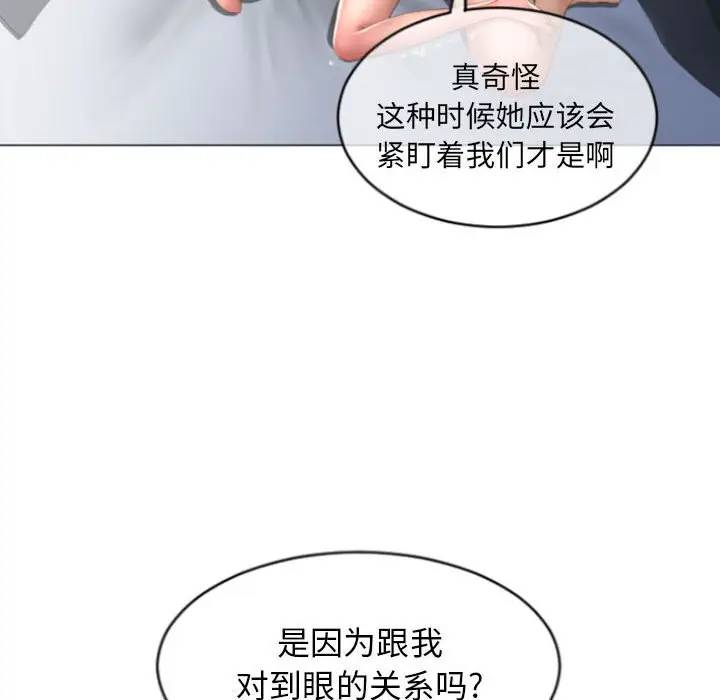 真奇怪
这种时候她应该会
紧盯着我们才是啊
是因为跟我
对到眼的关系吗?